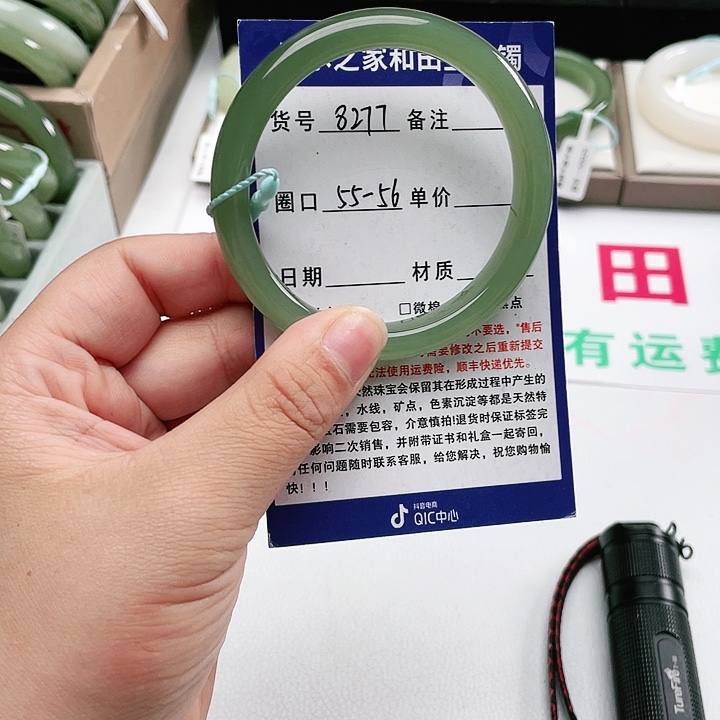 之家和田 镯
货号 8277 备注
圈口 55-56 单价
日期 材质
□微棉 点
不要选，"售后
需要修改之后重新提交
无法使用运费险，顺丰快递优先。
天然珠宝会保留其在形成过程中产生的
，水线，矿点，色素沉淀等都是天然特
宝石需要包容，介意慎拍!退货时保证标签完
影响二次销售，并附带证书和礼盒一起寄回，
任何问题随时联系客服，给您解决，祝您购物愉
快！！！
抖音电商
QIC中心
田
有运费
TureFire